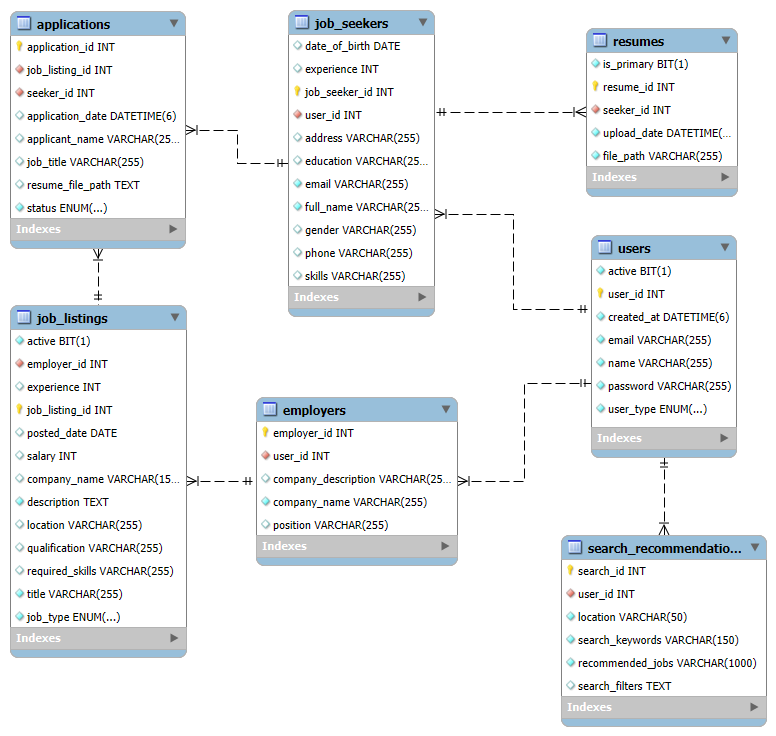 applications
application_id INT
job_listing_id INT
seeker_id INT
application_date DATETIME(6)
applicant_name VARCHAR(25...
job_title VARCHAR(255)
resume_file_path TEXT
status ENUM(...)
Indexes
job_seekers
date_of_birth DATE
experience INT
job_seeker_id INT
user_id INT
address VARCHAR(255)
education VARCHAR(25...
email VARCHAR(255)
full_name VARCHAR(25...
gender VARCHAR(255)
phone VARCHAR(255)
skills VARCHAR(255)
Indexes
resumes
is_primary BIT(1)
resume_id INT
seeker_id INT
upload_date DATETIME(...
file_path VARCHAR(255)
Indexes
users
active BIT(1)
user_id INT
created_at DATETIME(6)
email VARCHAR(255)
name VARCHAR(255)
password VARCHAR(255)
user_type ENUM(...)
Indexes
job_listings
active BIT(1)
employer_id INT
experience INT
job_listing_id INT
posted_date DATE
salary INT
company_name VARCHAR(15...
description TEXT
location VARCHAR(255)
qualification VARCHAR(255)
required_skills VARCHAR(255)
title VARCHAR(255)
job_type ENUM(...)
Indexes
employers
employer_id INT
user_id INT
company_description VARCHAR(25...
company_name VARCHAR(255)
position VARCHAR(255)
Indexes
search_recommendatio...
search_id INT
user_id INT
location VARCHAR(50)
search_keywords VARCHAR(150)
recommended_jobs VARCHAR(1000)
search_filters TEXT
Indexes